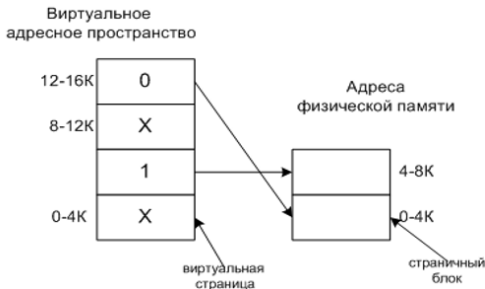 Виртуальное
адресное пространство
12-16К
0
8-12К
X
1
0-4К
X
Адреса
физической памяти
4-8К
0-4К
виртуальная
страница
страничный
блок